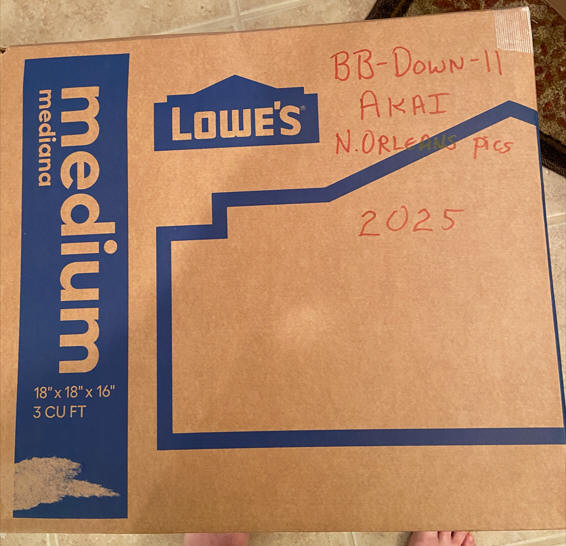 BB-DOWN-11
AKAI
N.ORLEANS pics
2025
LOWE'S
medium
mediana
18" x 18" x 16"
3 CU FT